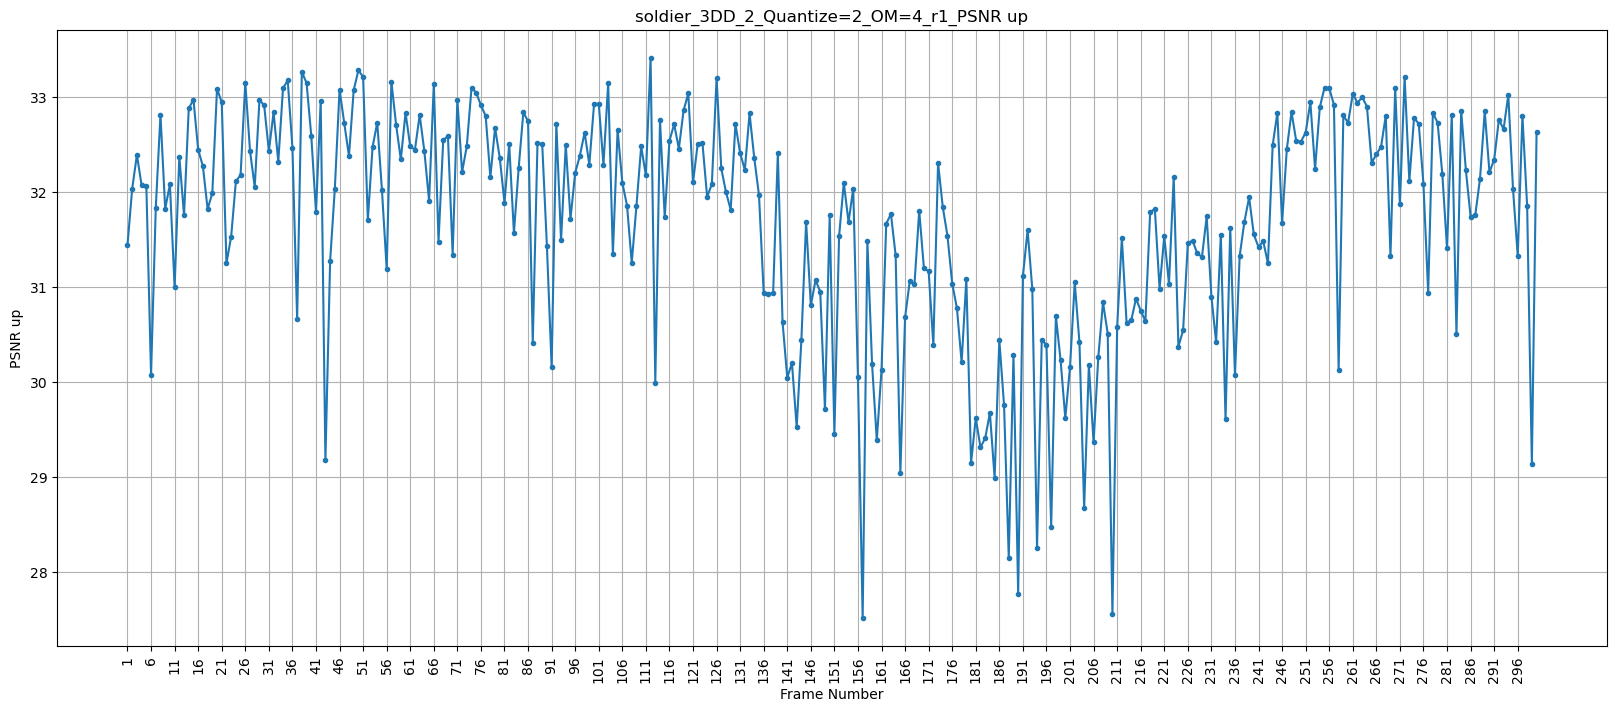 soldier_3DD_2_Quantize=2_OM=4_r1_PSNR up
PSNR up
33
32
31
30
29
28
1 6 11 16 21 26 31 36 41 46 51 56 61 66 71 76 81 86 91 96 101 106 111 116 121 126 131 136 141 146 151 156 161 166 171 176 181 186 191 196 201 206 211 216 221 226 231 236 241 246 251 256 261 266 271 276 281 286 291 296
Frame Number